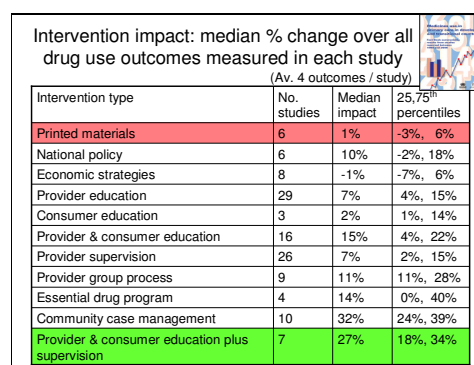 Intervention impact: median % change over all
drug use outcomes measured in each study
(Av. 4 outcomes / study)
Intervention type No. studies Median impact 25,75th percentiles
Printed materials 6 1% -3%, 6%
National policy 6 10% -2%, 18%
Economic strategies 8 -1% -7%, 6%
Provider education 29 7% 4%, 15%
Consumer education 3 2% 1%, 14%
Provider & consumer education 16 15% 4%, 22%
Provider supervision 26 7% 2%, 15%
Provider group process 9 11% 11%, 28%
Essential drug program 4 14% 0%, 40%
Community case management 10 32% 24%, 39%
Provider & consumer education plus supervision 7 27% 18%, 34%